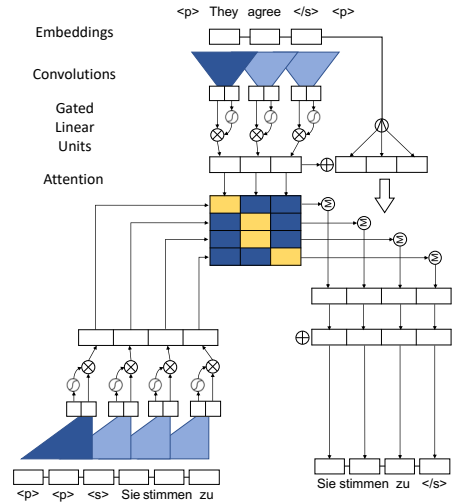 <p> They agree </s> <p>
Embeddings
Convolutions
Gated
Linear
Units
Attention
M
M
M
M
<p> <p> <s> Sie stimmen zu
Sie stimmen zu </s>